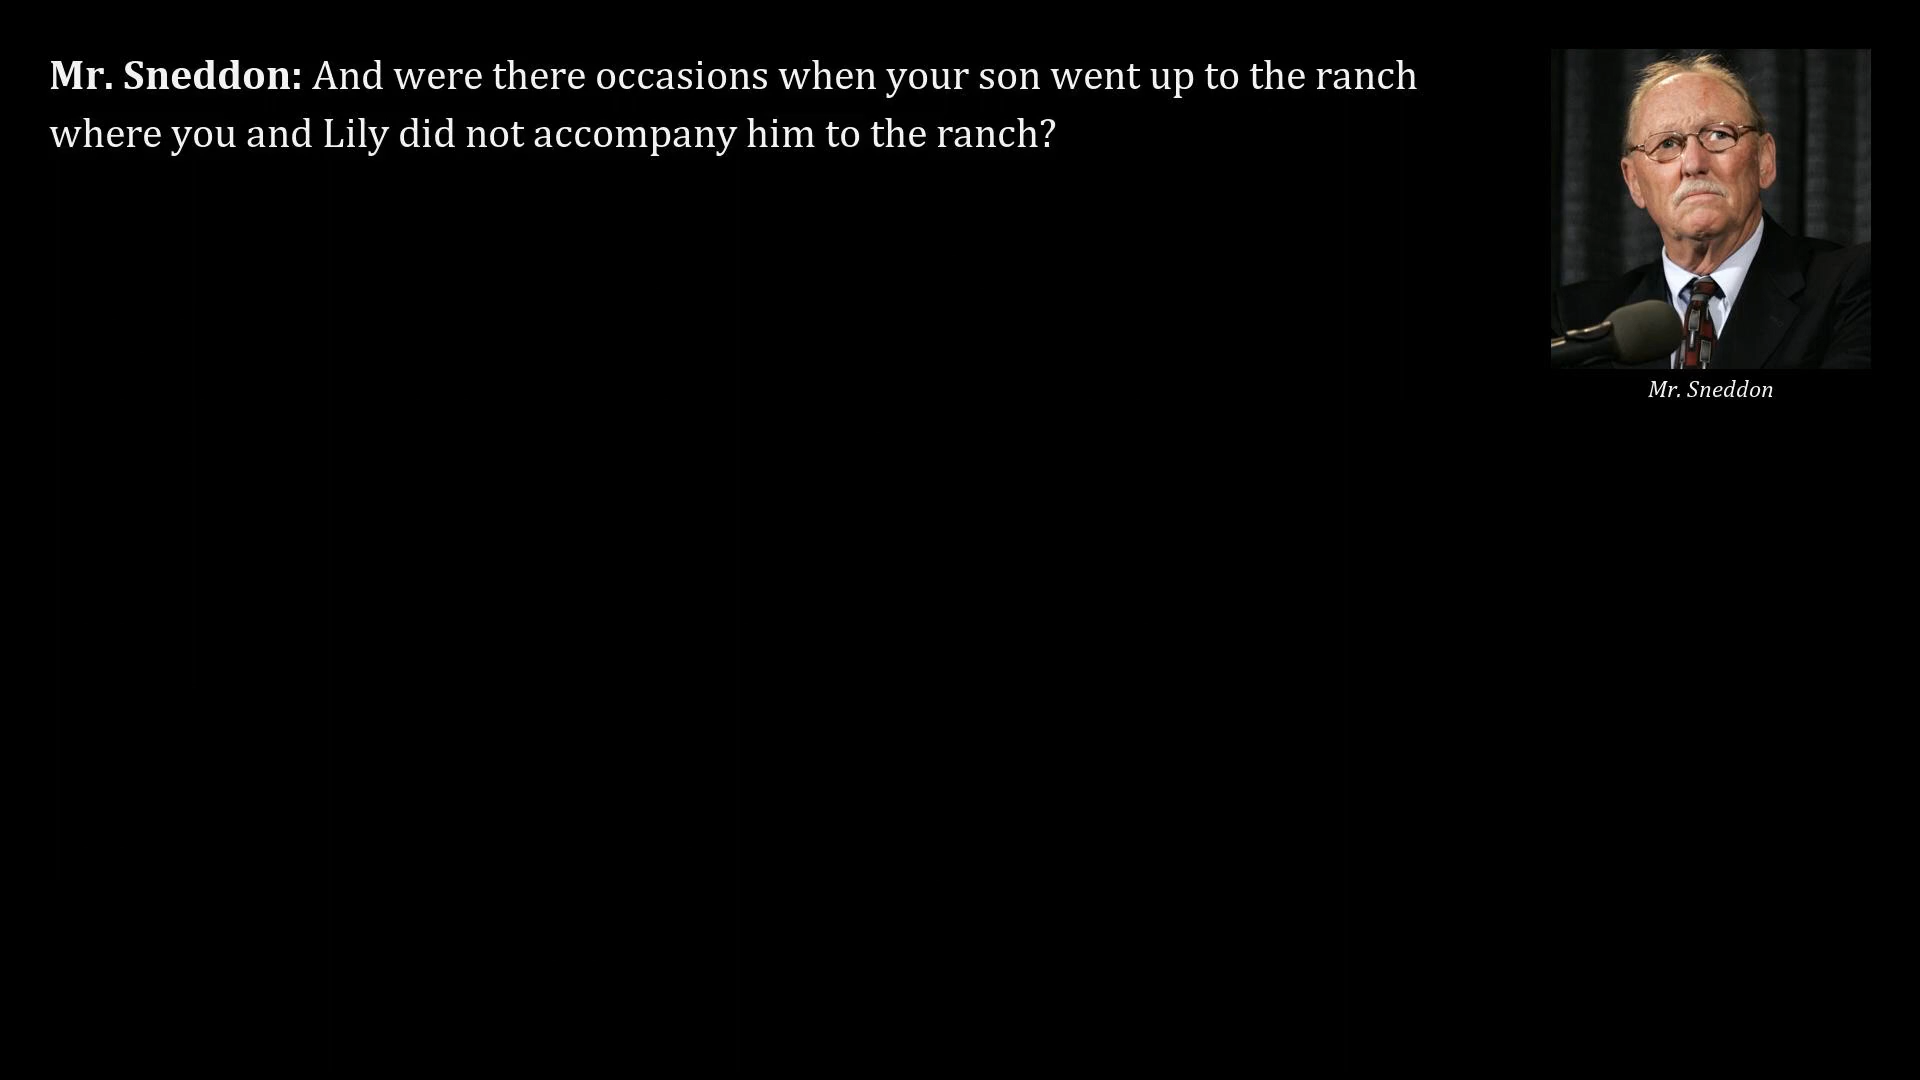 Mr. Sneddon: And were there occasions when your son went up to the ranch
where you and Lily did not accompany him to the ranch?
Mr. Sneddon